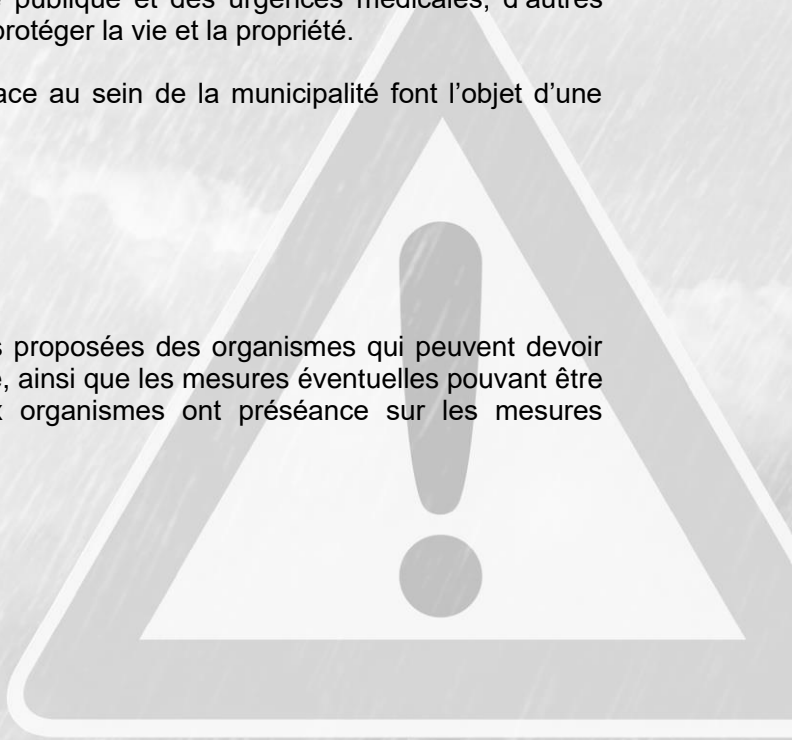 publique et des urgences médicales, d'autres
protéger la vie et la propriété.
ace au sein de la municipalité font l'objet d'une
s proposées des organismes qui peuvent devoir
, ainsi que les mesures éventuelles pouvant être
x organismes ont préséance sur les mesures